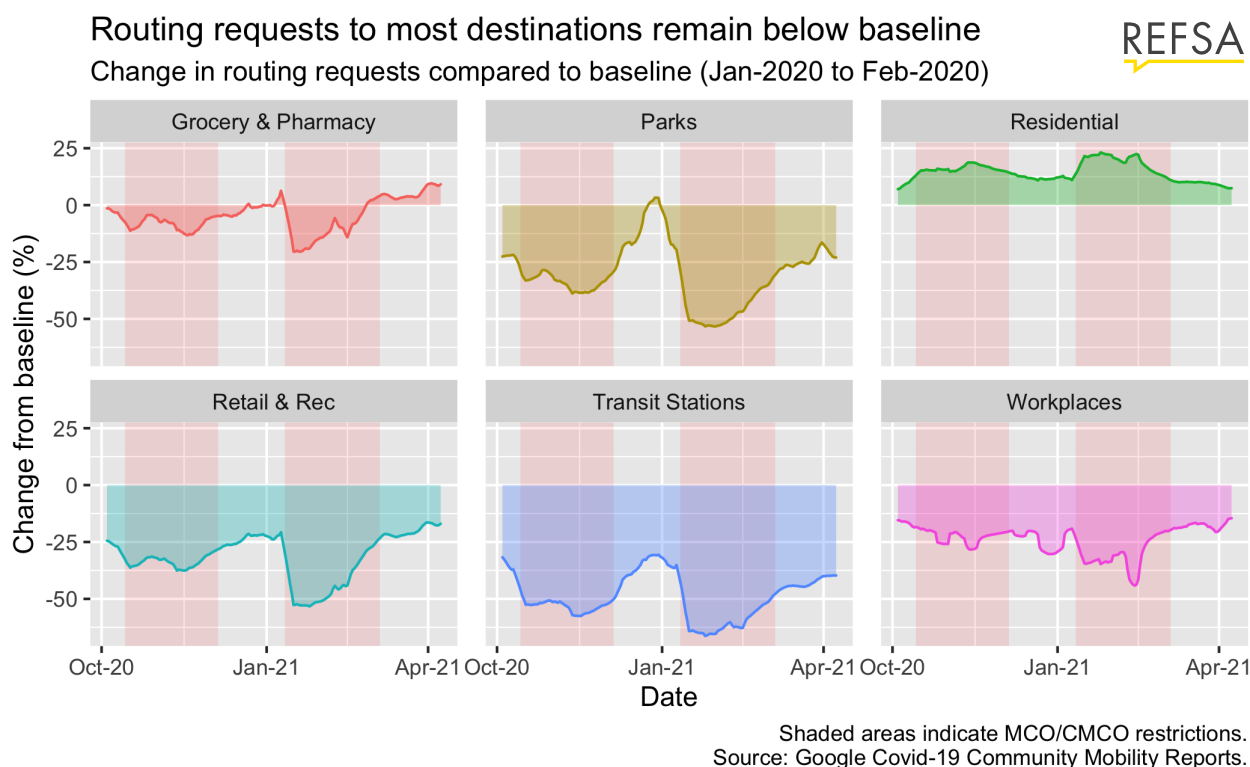 Routing requests to most destinations remain below baseline
REFSA
Change in routing requests compared to baseline (Jan-2020 to Feb-2020)
Grocery & Pharmacy
Parks
Residential
25
0
-25
-50
Retail & Rec
Transit Stations
Workplaces
25
0
-25
-50
Change from baseline (%)
Oct-20 Jan-21 Apr-21 Oct-20 Jan-21 Apr-21 Oct-20 Jan-21 Apr-21
Date
Shaded areas indicate MCO/CMCO restrictions.
Source: Google Covid-19 Community Mobility Reports.